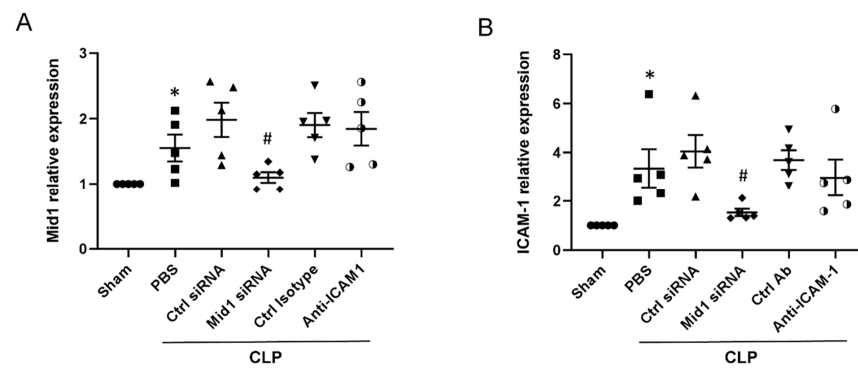 A
Mid1 relative expression
3
2
1
0
*
#
Sham
PBS
Ctrl siRNA
Mid1 siRNA
Ctrl Isotype
Anti-ICAM1
CLP
B
ICAM-1 relative expression
8
6
4
2
0
*
#
Sham
PBS
Ctrl siRNA
Mid1 siRNA
Ctrl Ab
Anti-ICAM-1
CLP